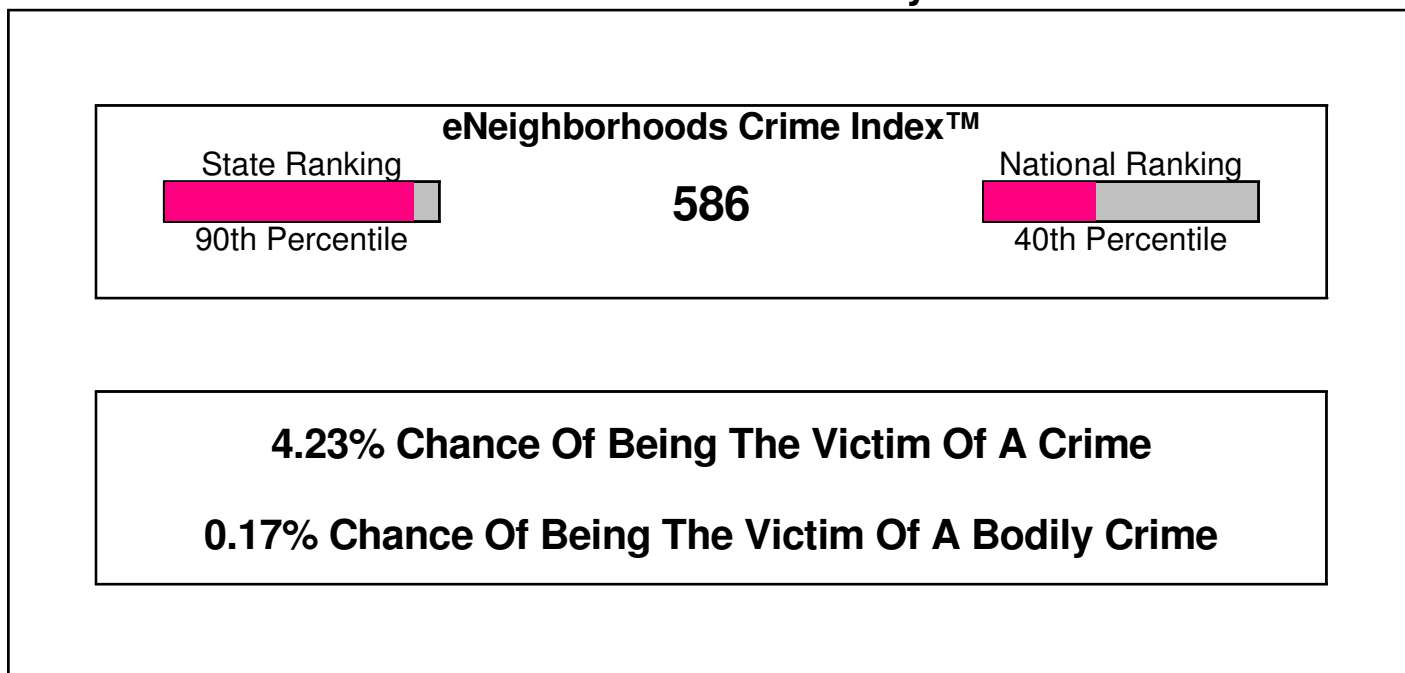 eNeighborhoods Crime Index™
State Ranking
90th Percentile
586
National Ranking
40th Percentile
4.23% Chance Of Being The Victim Of A Crime
0.17% Chance Of Being The Victim Of A Bodily Crime